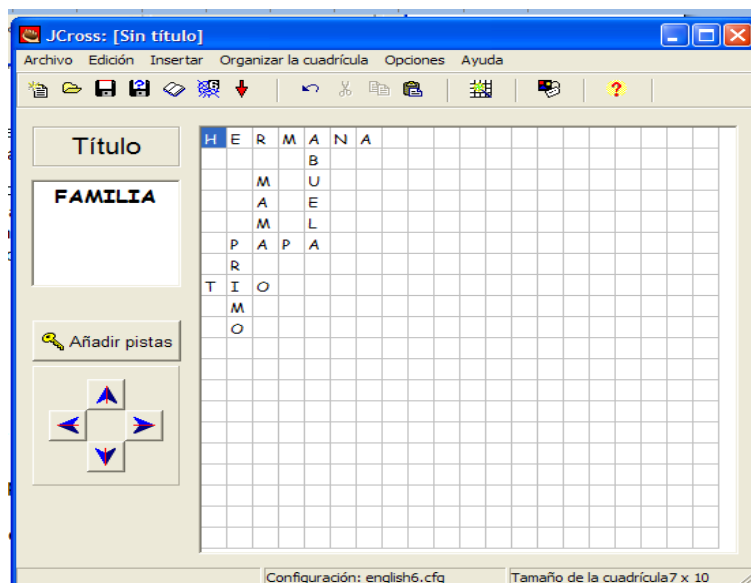 JCross: [Sin título]
Archivo Edición Insertar Organizar la cuadrícula Opciones Ayuda
Título
FAMILIA
Añadir pistas
H E R M A N A
B
M U
A E
M L
P A P A
R
T I O
M
O
Configuración: english6.cfg
Tamaño de la cuadrícula7 x 10